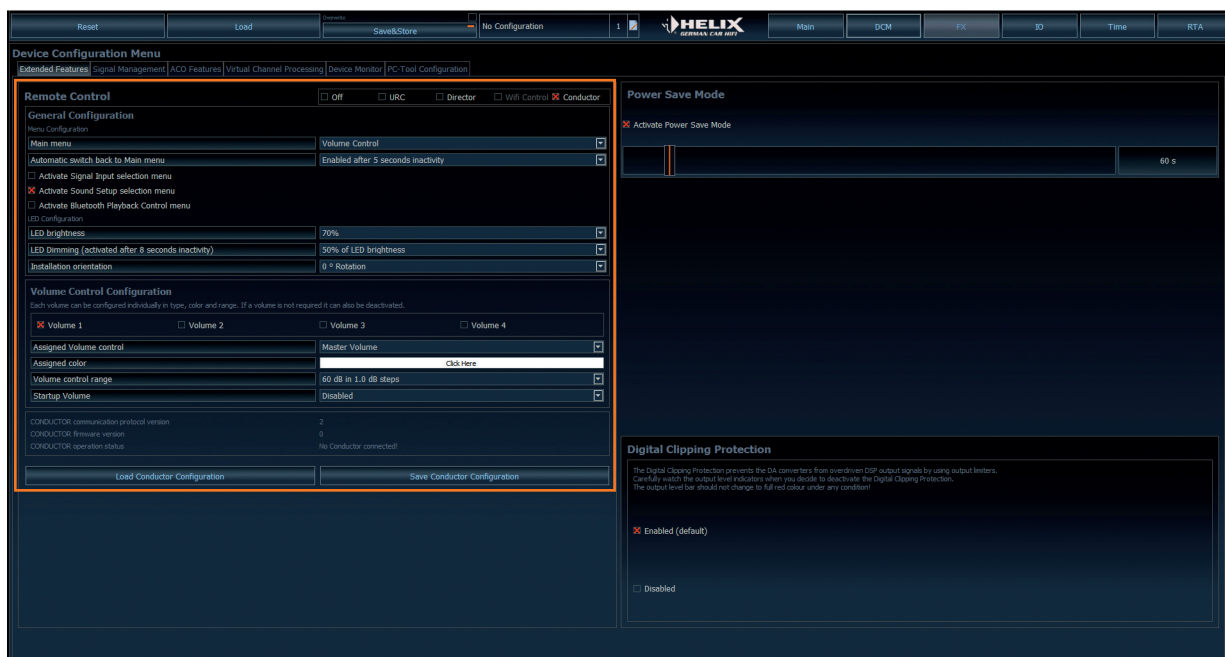 Reset
Load
Overwrite
Save&Store
No Configuration
1
HELIX
GERMAN CAR HIFI
Main
DCM
FX
IO
Time
RTA
Device Configuration Menu
Extended Features
Signal Management
ACO Features
Virtual Channel Processing
Device Monitor
PC-Tool Configuration
Remote Control
Off
URC
Director
Wifi Control
Conductor
General Configuration
Menu Configuration
Main menu
Volume Control
Automatic switch back to Main menu
Enabled after 5 seconds inactivity
Activate Signal Input selection menu
Activate Sound Setup selection menu
Activate Bluetooth Playback Control menu
LED Configuration
LED brightness
70%
LED Dimming (activated after 8 seconds inactivity)
50% of LED brightness
Installation orientation
0 ° Rotation
Volume Control Configuration
Each volume can be configured individually in type, color and range. If a volume is not required it can also be deactivated.
Volume 1
Volume 2
Volume 3
Volume 4
Assigned Volume control
Master Volume
Assigned color
Click Here
Volume control range
60 dB in 1.0 dB steps
Startup Volume
Disabled
CONDUCTOR communication protocol version
2
CONDUCTOR firmware version
0
CONDUCTOR operation status
No Conductor connected!
Load Conductor Configuration
Save Conductor Configuration
Power Save Mode
Activate Power Save Mode
60 s
Digital Clipping Protection
The Digital Clipping Protection prevents the DA converters from overdriven DSP output signals by using output limiters.
Carefully watch the output level indicators when you decide to deactivate the Digital Clipping Protection.
The output level bar should not change to full red colour under any condition!
Enabled (default)
Disabled